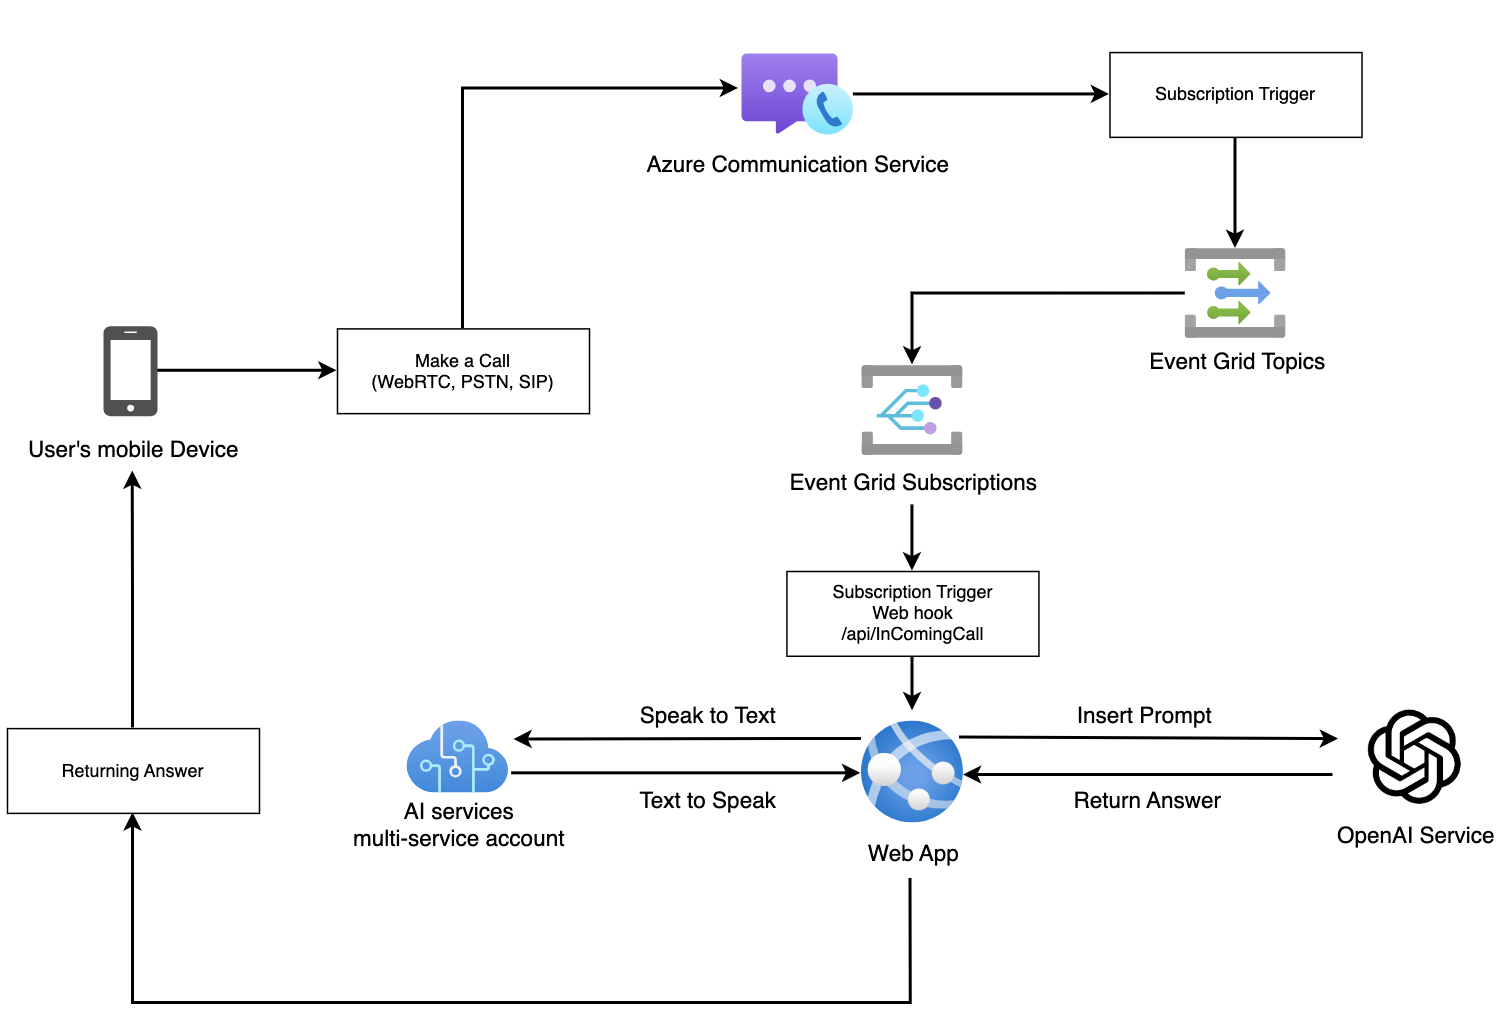 Azure Communication Service
Subscription Trigger
Event Grid Topics
Make a Call
(WebRTC, PSTN, SIP)
User's mobile Device
Event Grid Subscriptions
Subscription Trigger
Web hook
/api/InComingCall
Speak to Text
Insert Prompt
Returning Answer
Text to Speak
Return Answer
AI services
multi-service account
Web App
OpenAI Service